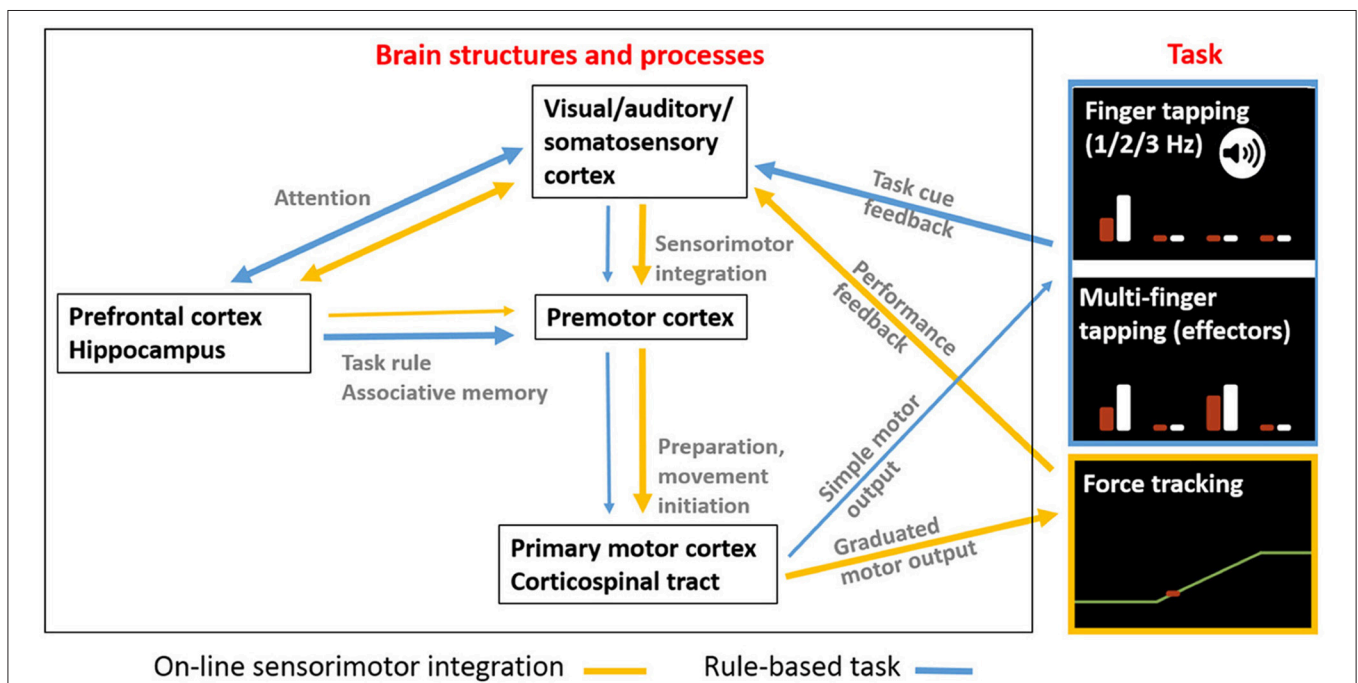 Brain structures and processes
Task
Visual/auditory/
somatosensory
cortex
Finger tapping
(1/2/3 Hz)
Attention
Task cue
feedback
Sensorimotor
integration
Performance
feedback
Prefrontal cortex
Hippocampus
Premotor cortex
Multi-finger
tapping (effectors)
Task rule
Associative memory
Preparation,
movement
initiation
Simple motor
output
Force tracking
Primary motor cortex
Corticospinal tract
Graduated
motor output
On-line sensorimotor integration
Rule-based task